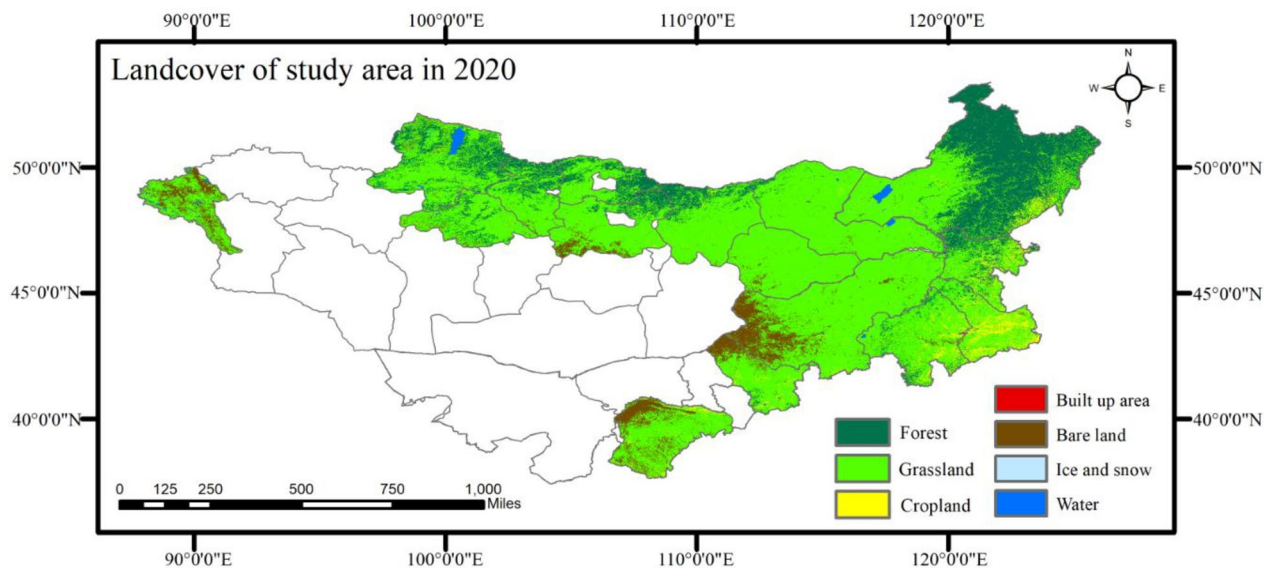 90°0'0"E 100°0'0"E 110°0'0"E 120°0'0"E
Landcover of study area in 2020
N
W E
S
50°0'0"N 50°0'0"N
45°0'0"N 45°0'0"N
40°0'0"N 40°0'0"N
Built up area
Forest
Bare land
Grassland
Ice and snow
Cropland
Water
0 125 250 500 750 1,000
Miles
90°0'0"E 100°0'0"E 110°0'0"E 120°0'0"E